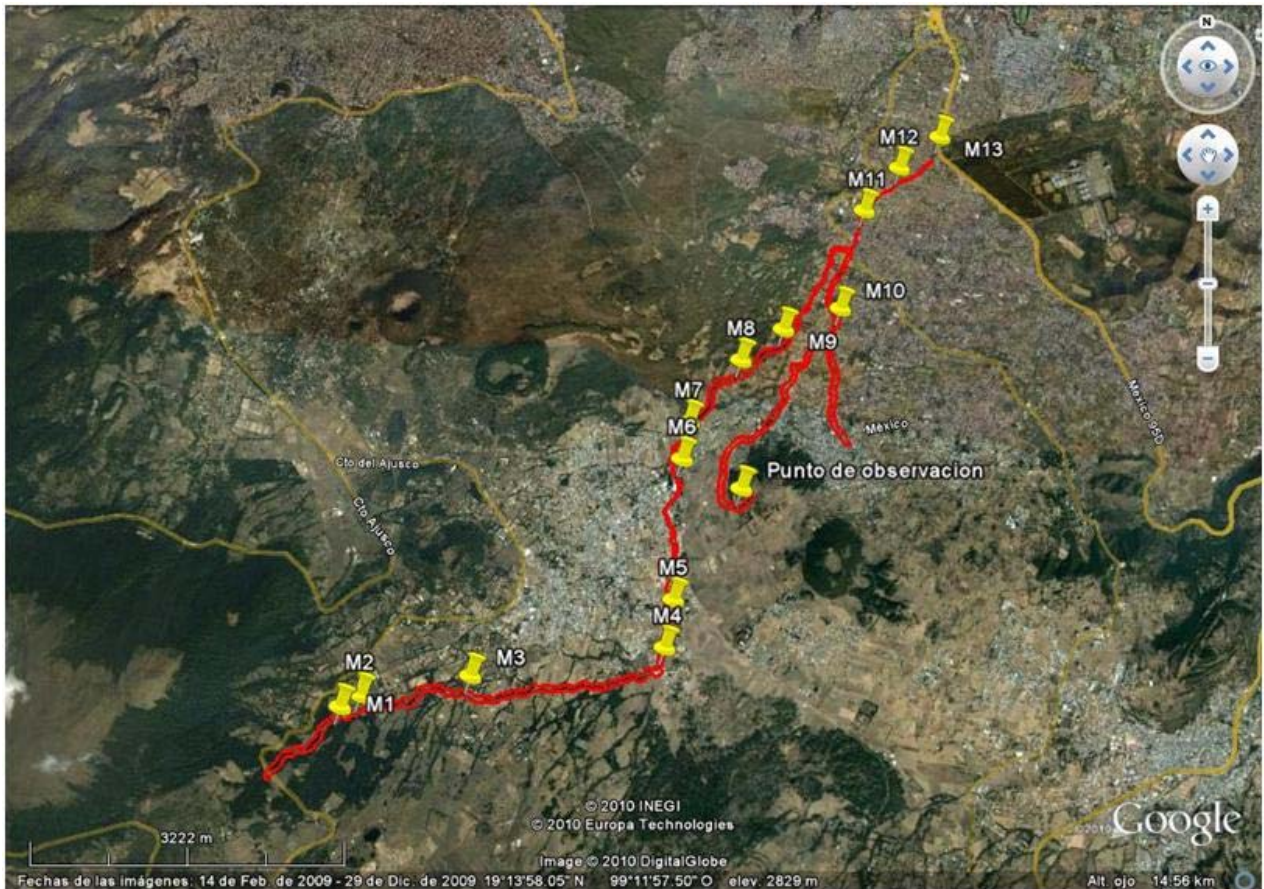 N
M12
M13
M11
M10
M8
M9
M7
México
M6
Cto del Ajusco
Punto de observacion
Mexico 95D
Cto Ajusco
M5
M4
M2
M3
M1
© 2010 INEGI
© 2010 Europa Technologies
©2010 Google
3222 m
Image © 2010 DigitalGlobe
Fechas de las imágenes: 14 de Feb. de 2009 - 29 de Dic. de 2009 19°13'58.05" N 99°11'57.50" O elev. 2829 m Alt. ojo 14.56 km